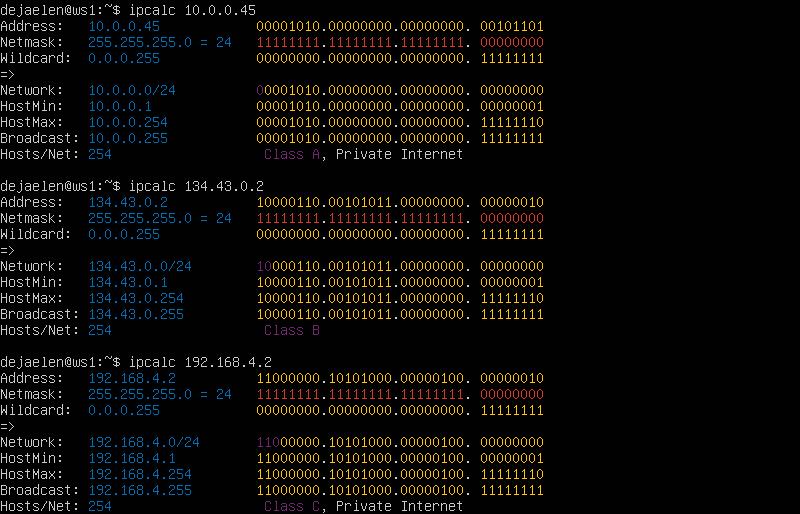 dejaelen@ws1:~$ ipcalc 10.0.0.45
Address:   10.0.0.45            00001010.00000000.00000000. 00101101
Netmask:   255.255.255.0 = 24   11111111.11111111.11111111. 00000000
Wildcard:  0.0.0.255            00000000.00000000.00000000. 11111111
=>
Network:   10.0.0.0/24          00001010.00000000.00000000. 00000000
HostMin:   10.0.0.1             00001010.00000000.00000000. 00000001
HostMax:   10.0.0.254           00001010.00000000.00000000. 11111110
Broadcast: 10.0.0.255           00001010.00000000.00000000. 11111111
Hosts/Net: 254                   Class A, Private Internet
dejaelen@ws1:~$ ipcalc 134.43.0.2
Address:   134.43.0.2           10000110.00101011.00000000. 00000010
Netmask:   255.255.255.0 = 24   11111111.11111111.11111111. 00000000
Wildcard:  0.0.0.255            00000000.00000000.00000000. 11111111
=>
Network:   134.43.0.0/24        10000110.00101011.00000000. 00000000
HostMin:   134.43.0.1           10000110.00101011.00000000. 00000001
HostMax:   134.43.0.254         10000110.00101011.00000000. 11111110
Broadcast: 134.43.0.255         10000110.00101011.00000000. 11111111
Hosts/Net: 254                   Class B
dejaelen@ws1:~$ ipcalc 192.168.4.2
Address:   192.168.4.2          11000000.10101000.00000100. 00000010
Netmask:   255.255.255.0 = 24   11111111.11111111.11111111. 00000000
Wildcard:  0.0.0.255            00000000.00000000.00000000. 11111111
=>
Network:   192.168.4.0/24       11000000.10101000.00000100. 00000000
HostMin:   192.168.4.1          11000000.10101000.00000100. 00000001
HostMax:   192.168.4.254        11000000.10101000.00000100. 11111110
Broadcast: 192.168.4.255        11000000.10101000.00000100. 11111111
Hosts/Net: 254                   Class C, Private Internet